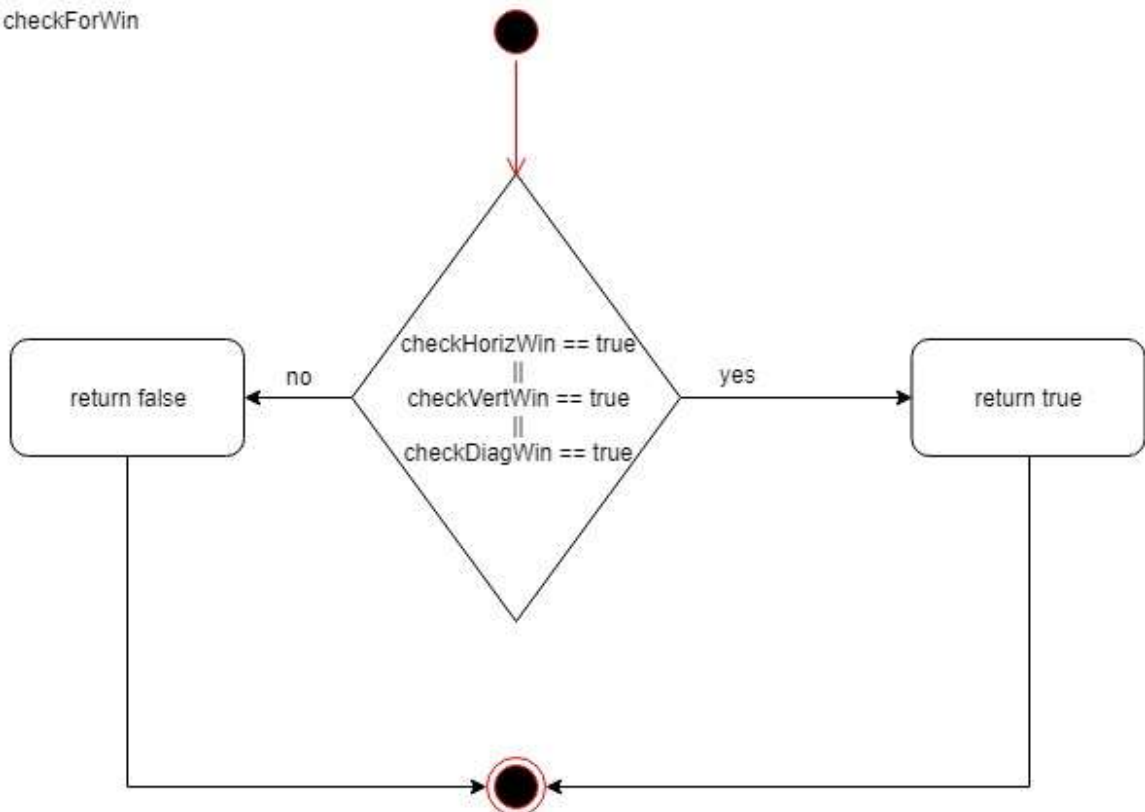 checkForWin
checkHorizWin == true
||
checkVertWin == true
||
checkDiagWin == true
no
yes
return false
return true